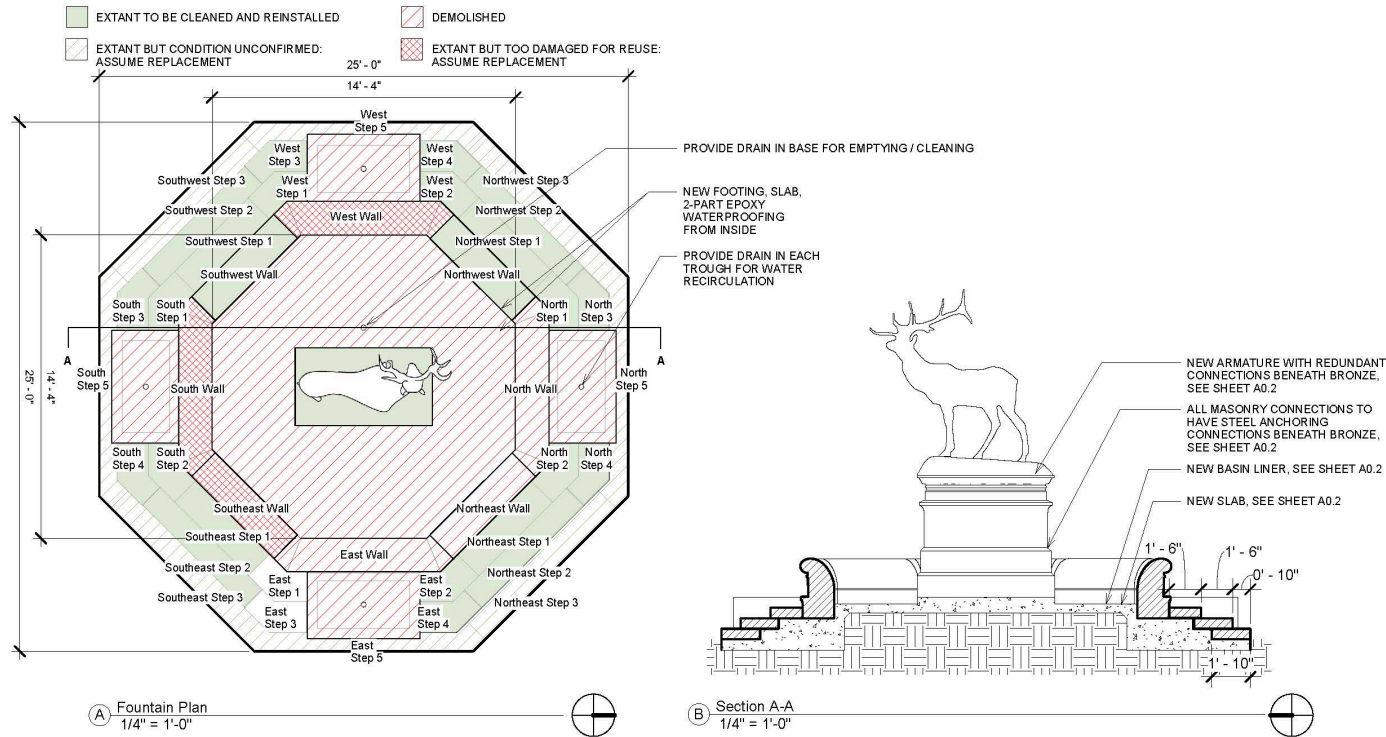 EXTANT TO BE CLEANED AND REINSTALLED
DEMOLISHED
EXTANT BUT CONDITION UNCONFIRMED:
ASSUME REPLACEMENT
EXTANT BUT TOO DAMAGED FOR REUSE:
ASSUME REPLACEMENT
25' - 0"
14' - 4"
West
Step 5
West
Step 3
West
Step 4
West
Step 1
West
Step 2
West Wall
Southwest Step 3
Southwest Step 2
Southwest Step 1
Southwest Wall
Northwest Step 3
Northwest Step 2
Northwest Step 1
Northwest Wall
South
Step 3
South
Step 1
North
Step 1
North
Step 3
A
A
South
Step 5
South Wall
North Wall
North
Step 5
25' - 0"
14' - 4"
South
Step 4
South
Step 2
North
Step 2
North
Step 4
Southeast Wall
Southeast Step 1
Southeast Step 2
Southeast Step 3
Northeast Wall
Northeast Step 1
Northeast Step 2
Northeast Step 3
East Wall
East
Step 1
East
Step 2
East
Step 3
East
Step 4
East
Step 5
PROVIDE DRAIN IN BASE FOR EMPTYING / CLEANING
NEW FOOTING, SLAB,
2-PART EPOXY
WATERPROOFING
FROM INSIDE
PROVIDE DRAIN IN EACH
TROUGH FOR WATER
RECIRCULATION
A
Fountain Plan
1/4" = 1'-0"
NEW ARMATURE WITH REDUNDANT
CONNECTIONS BENEATH BRONZE,
SEE SHEET A0.2
ALL MASONRY CONNECTIONS TO
HAVE STEEL ANCHORING
CONNECTIONS BENEATH BRONZE,
SEE SHEET A0.2
NEW BASIN LINER, SEE SHEET A0.2
NEW SLAB, SEE SHEET A0.2
1' - 6"
1' - 6"
0' - 10"
1' - 10"
B
Section A-A
1/4" = 1'-0"